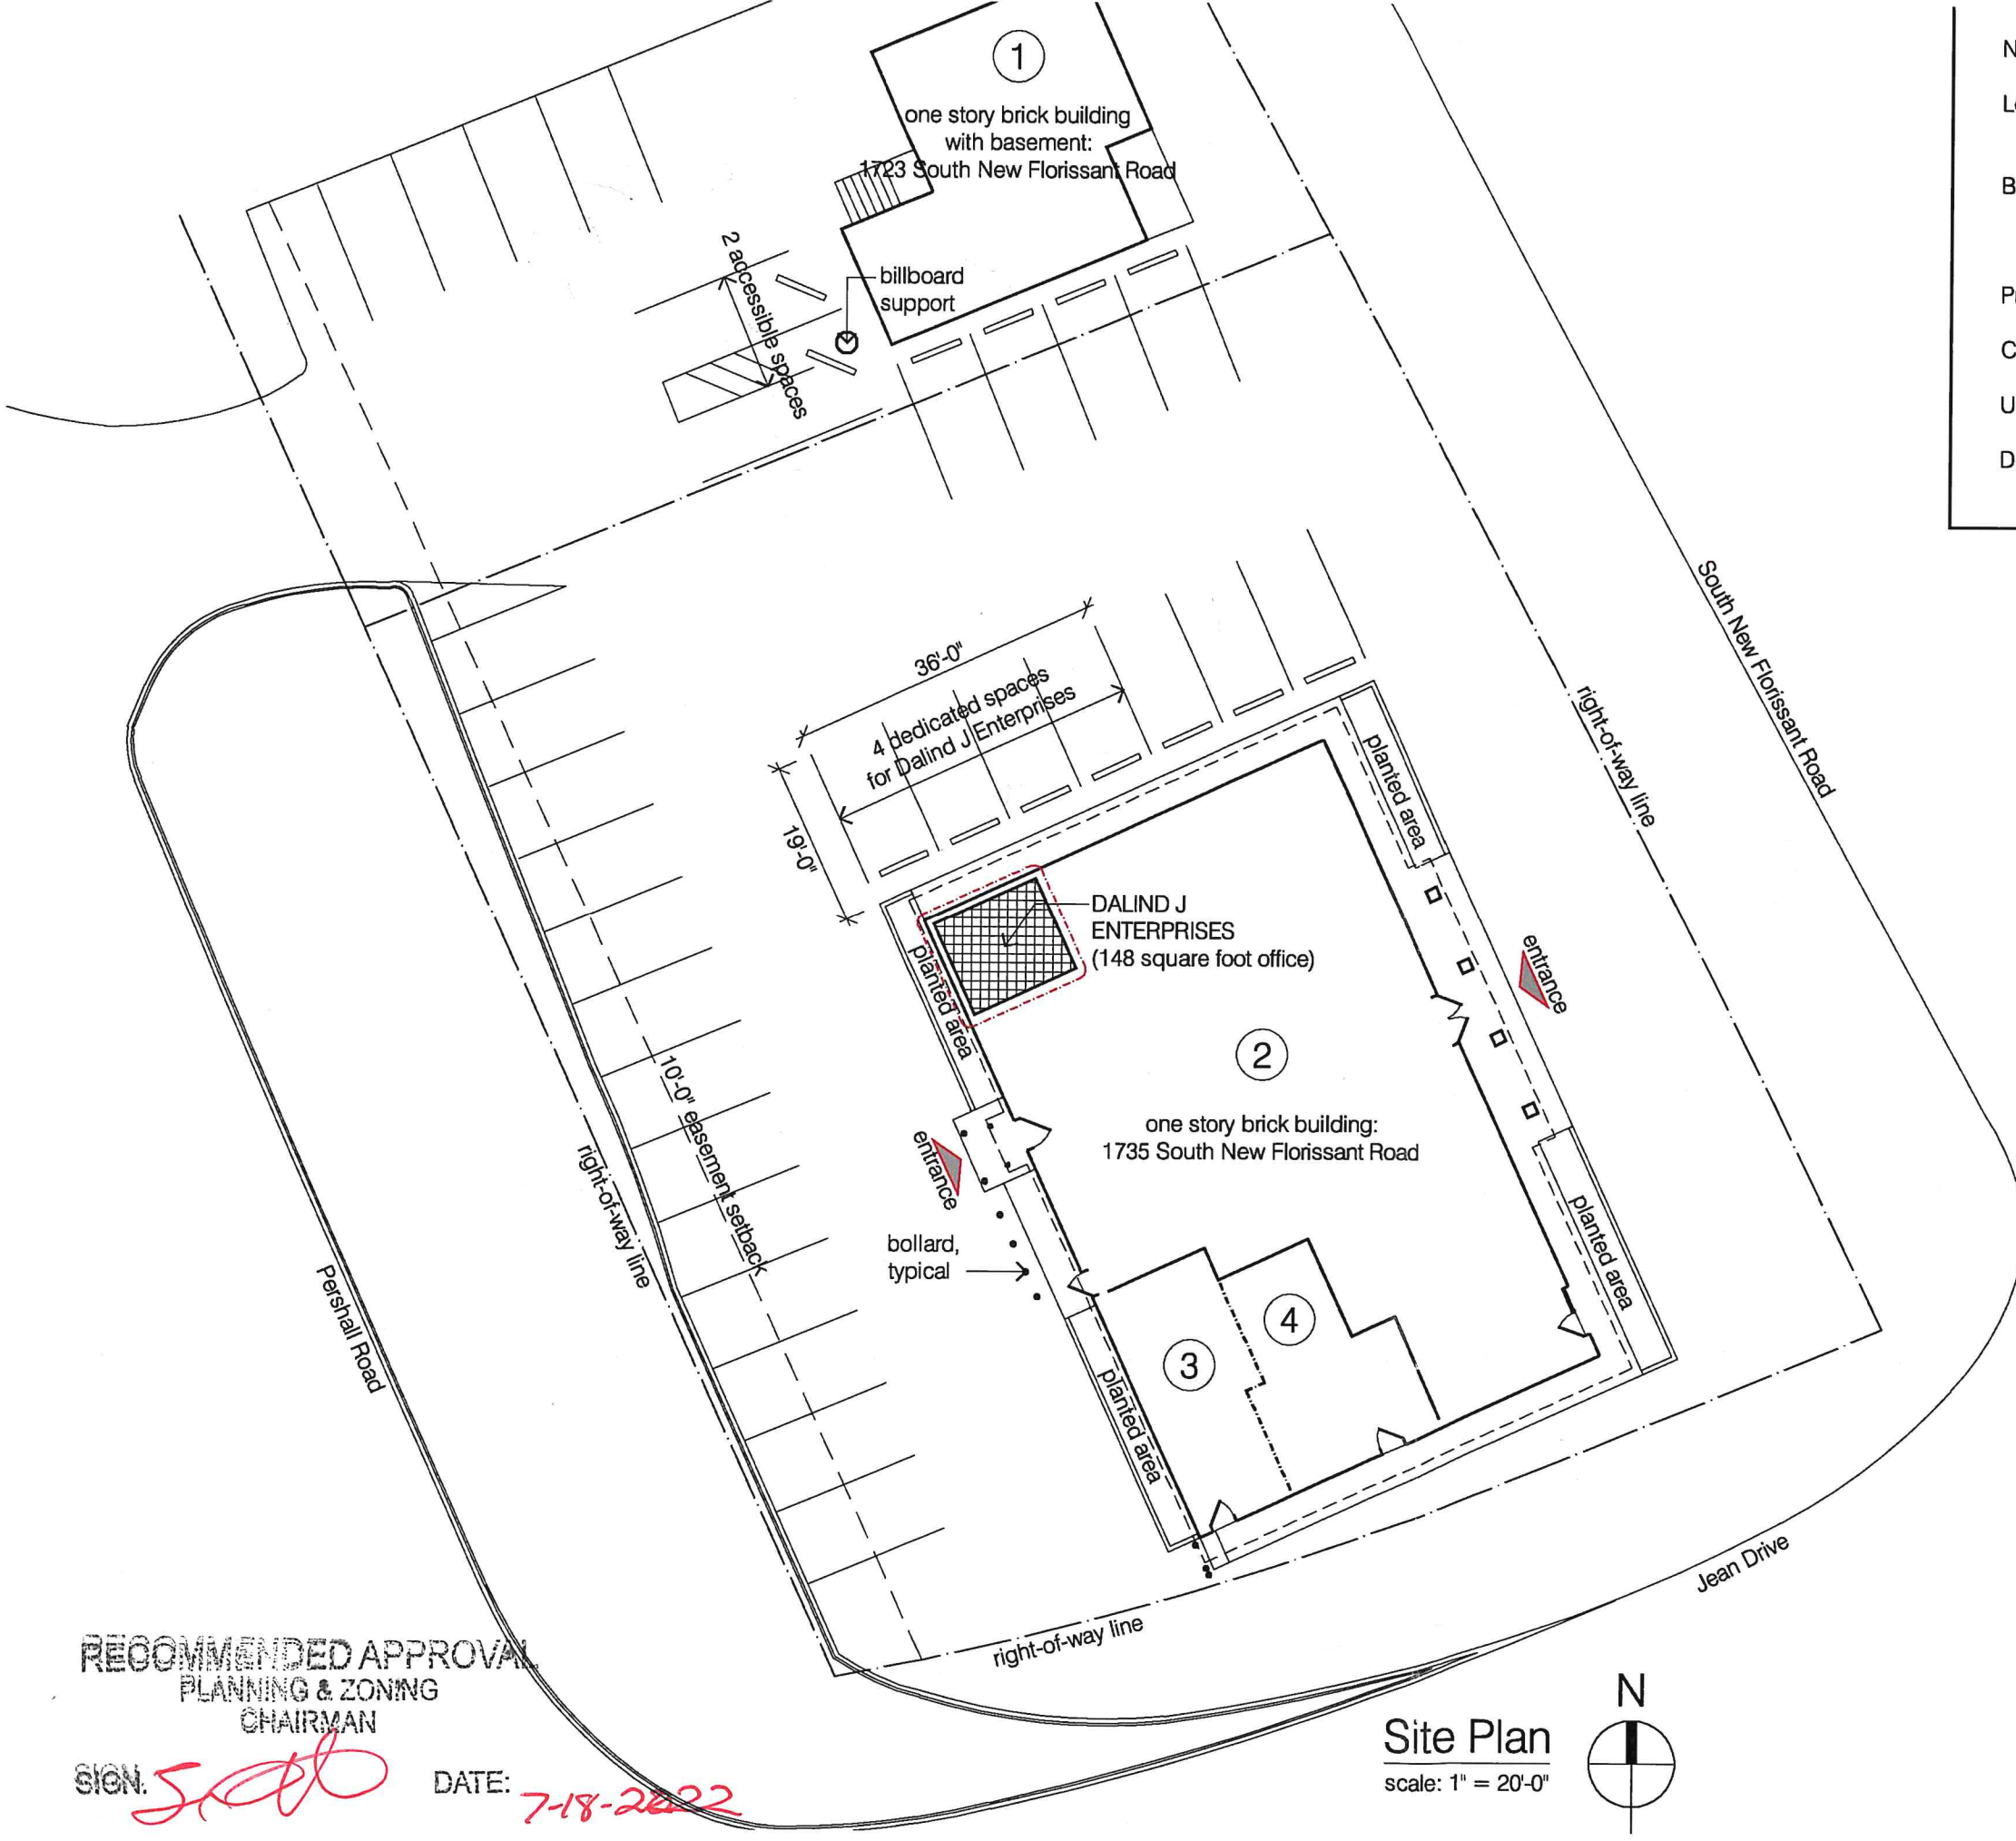 1
one story brick building
with basement:
1723 South New Florissant Road
billboard
support
2 accessible spaces
South New Florissant Road
right-of-way line
36'-0"
4 dedicated spaces
for Dalind J Enterprises
19'-0"
planted area
DALIND J
ENTERPRISES
(148 square foot office)
planted area
entrance
2
one story brick building:
1735 South New Florissant Road
10'-0" easement setback
right-of-way line
entrance
bollard,
typical
planted area
Pershall Road
3
4
planted area
Jean Drive
right-of-way line
RECOMMENDED APPROVAL
PLANNING & ZONING
CHAIRMAN
SIGN.
DATE: 7-18-2022
N
Site Plan
scale: 1" = 20'-0"